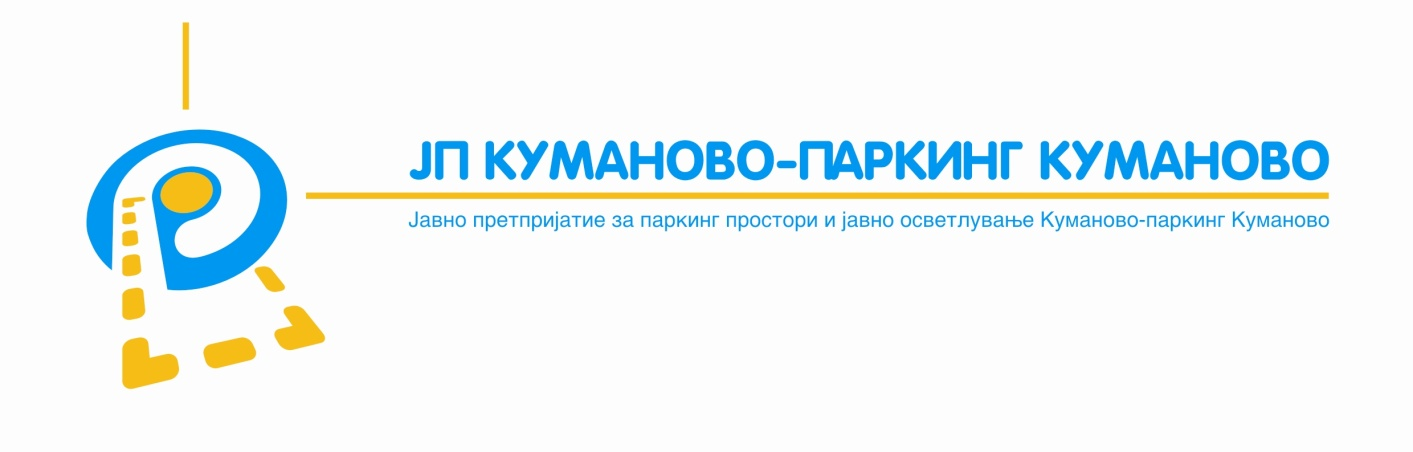 ЈП КУМАНОВО-ПАРКИНГ КУМАНОВО
Јавно претпријатие за паркинг простори и јавно осветлување Куманово-паркинг Куманово